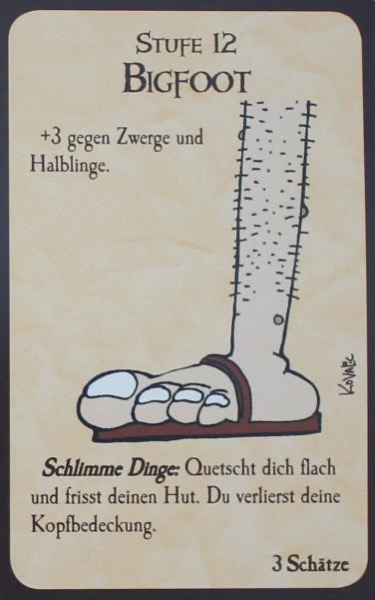 Stufe 12
Bigfoot
+3 gegen Zwerge und
Halblinge.
Kovalic
Schlimme Dinge: Quetscht dich flach
und frisst deinen Hut. Du verlierst deine
Kopfbedeckung.
3 Schätze